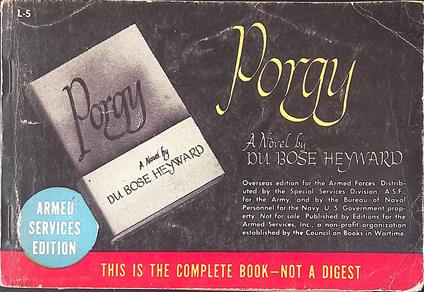 L-5
Porgy
A Novel by
DU BOSE HEYWARD
Porgy
A Novel by
DU BOSE HEYWARD
Overseas edition for the Armed Forces. Distrib-
uted by the Special Services Division, A.S.F.,
for the Army, and by the Bureau of Naval
Personnel for the Navy. U. S. Government prop-
erty. Not for sale. Published by Editions for the
Armed Services, Inc., a non-profit organization
established by the Council on Books in Wartime.
ARMED
SERVICES
EDITION
THIS IS THE COMPLETE BOOK—NOT A DIGEST